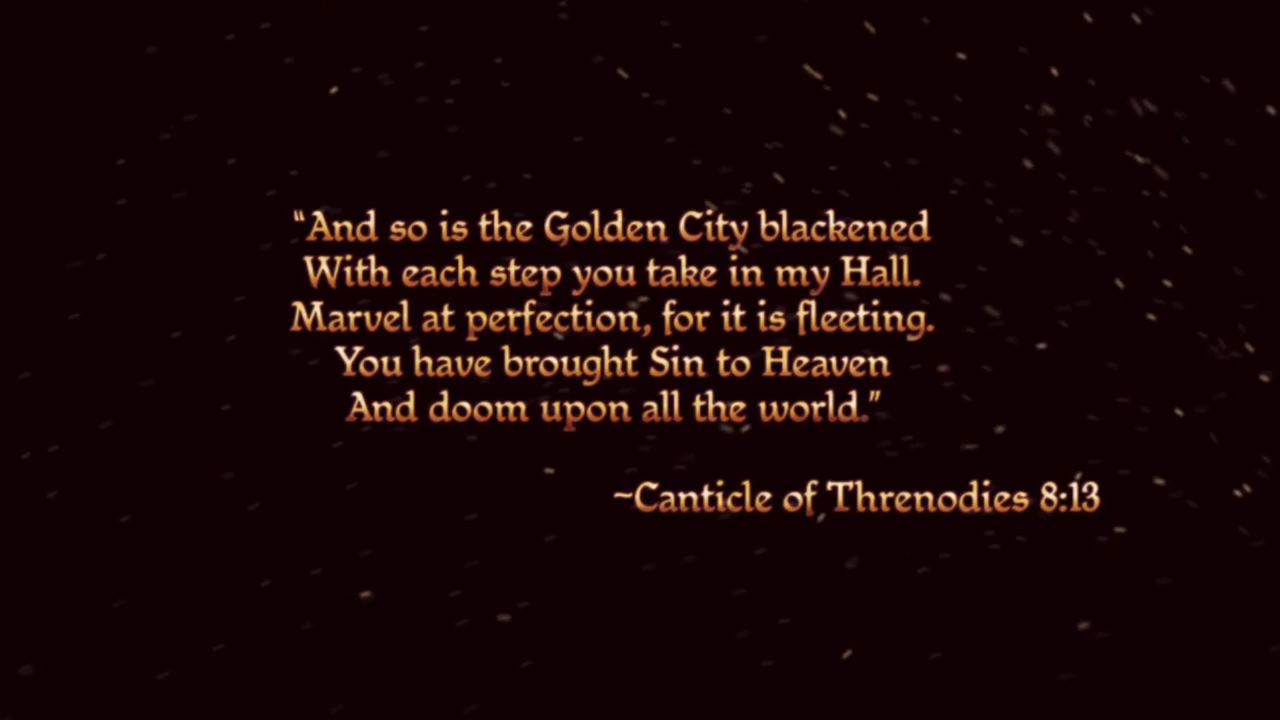 “And so is the Golden City blackened
With each step you take in my Hall.
Marvel at perfection, for it is fleeting.
You have brought Sin to Heaven
And doom upon all the world.”
~Canticle of Threnodies 8:13